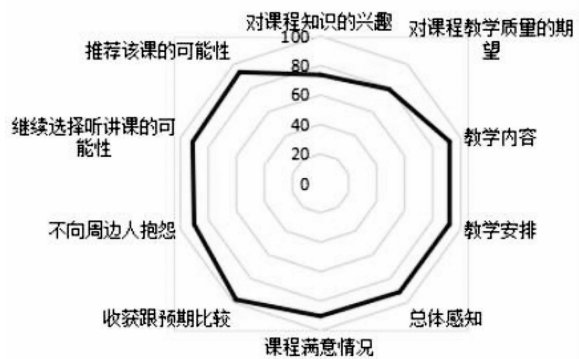 对课程知识的兴趣
对课程教学质量的期
望
教学内容
教学安排
总体感知
课程满意情况
收获跟预期比较
不向周边人抱怨
继续选择听讲课的可
能性
推荐该课的可能性
100
80
60
40
20
0